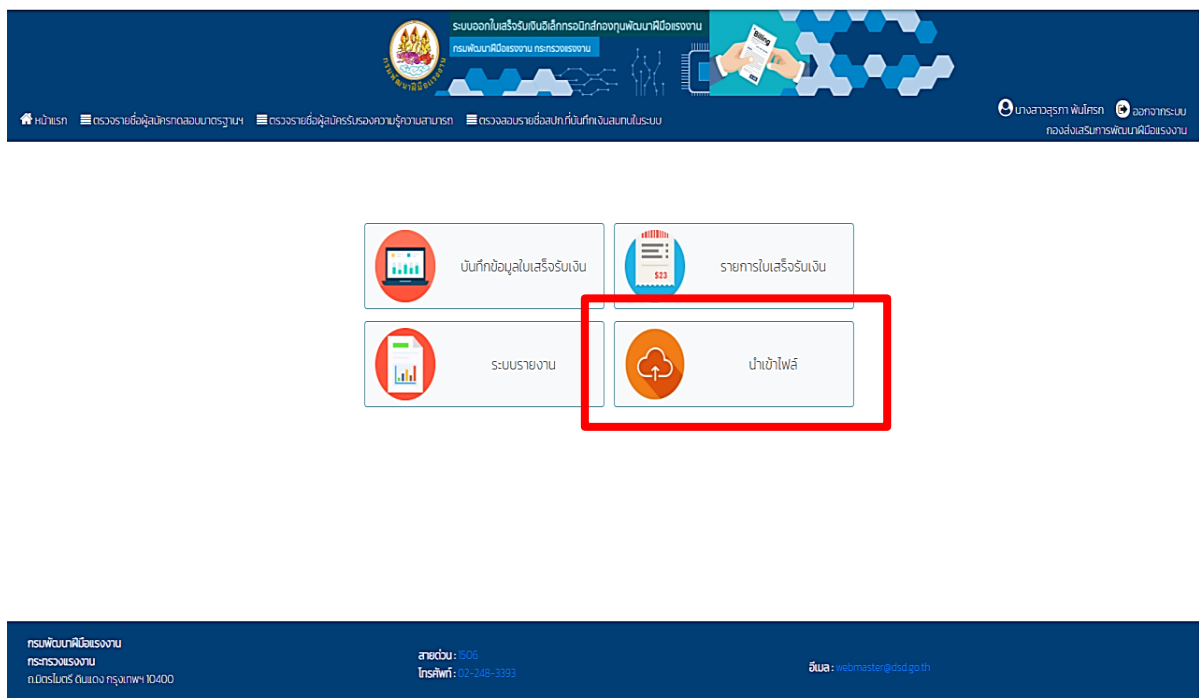 ระบบออกใบเสร็จรับเงินอิเล็กทรอนิกส์กองทุนพัฒนาฝีมือแรงงาน
กรมพัฒนาฝีมือแรงงาน กระทรวงแรงงาน
กรมพัฒนาฝีมือแรงงาน
Billing
หน้าแรก ตรวจรายชื่อผู้สมัครทดสอบมาตรฐานฯ ตรวจรายชื่อผู้สมัครรับรองความรู้ความสามารถ ตรวจสอบรายชื่อสปก.ที่บันทึกเงินสมทบในระบบ
นางสาวสุรภา พันโศรก ออกจากระบบ
กองส่งเสริมการพัฒนาฝีมือแรงงาน
บันทึกข้อมูลใบเสร็จรับเงิน
$23
รายการใบเสร็จรับเงิน
ระบบรายงาน
นำเข้าไฟล์
กรมพัฒนาฝีมือแรงงาน
กระทรวงแรงงาน
ถ.มิตรไมตรี ดินแดง กรุงเทพฯ 10400
สายด่วน : 1506
โทรศัพท์ : 02-248-3393
อีเมล : webmaster@dsd.go.th